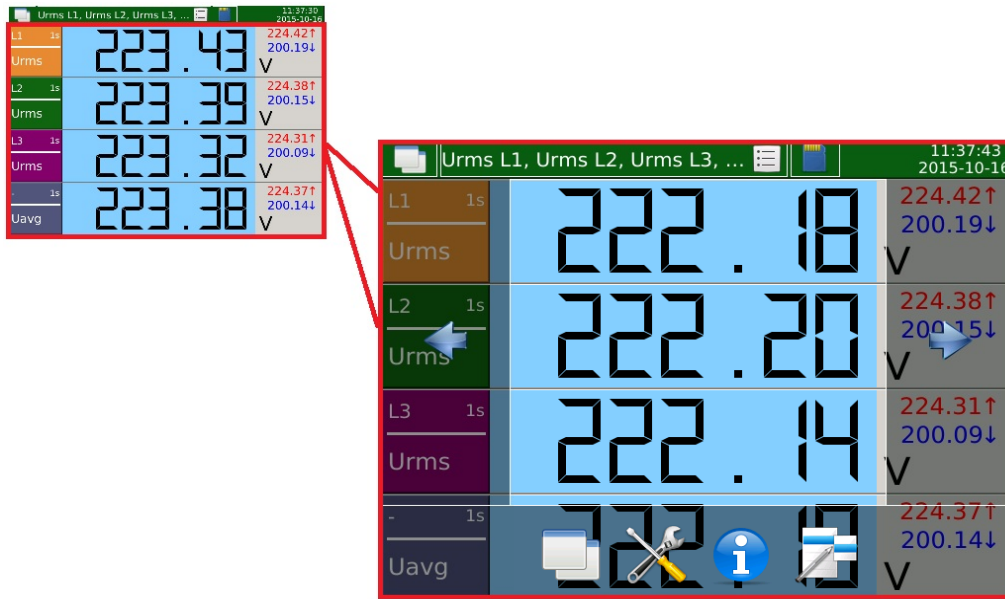 Urms L1, Urms L2, Urms L3, ...
11:37:30
2015-10-16
L1 1s
Urms
223.43
224.42↑
200.19↓
V
L2 1s
Urms
223.39
224.38↑
200.15↓
V
L3 1s
Urms
223.32
224.31↑
200.09↓
V
- 1s
Uavg
223.38
224.37↑
200.14↓
V
Urms L1, Urms L2, Urms L3, ...
11:37:43
2015-10-16
L1 1s
Urms
222.18
224.42↑
200.19↓
V
L2 1s
Urms
222.20
224.38↑
200.15↓
V
L3 1s
Urms
222.14
224.31↑
200.09↓
V
- 1s
Uavg
224.37↑
200.14↓
V